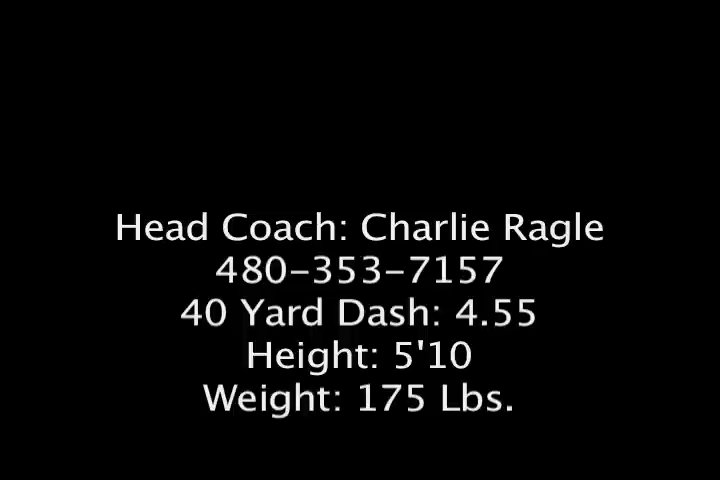 Head Coach: Charlie Ragle
480-353-7157
40 Yard Dash: 4.55
Height: 5'10
Weight: 175 Lbs.